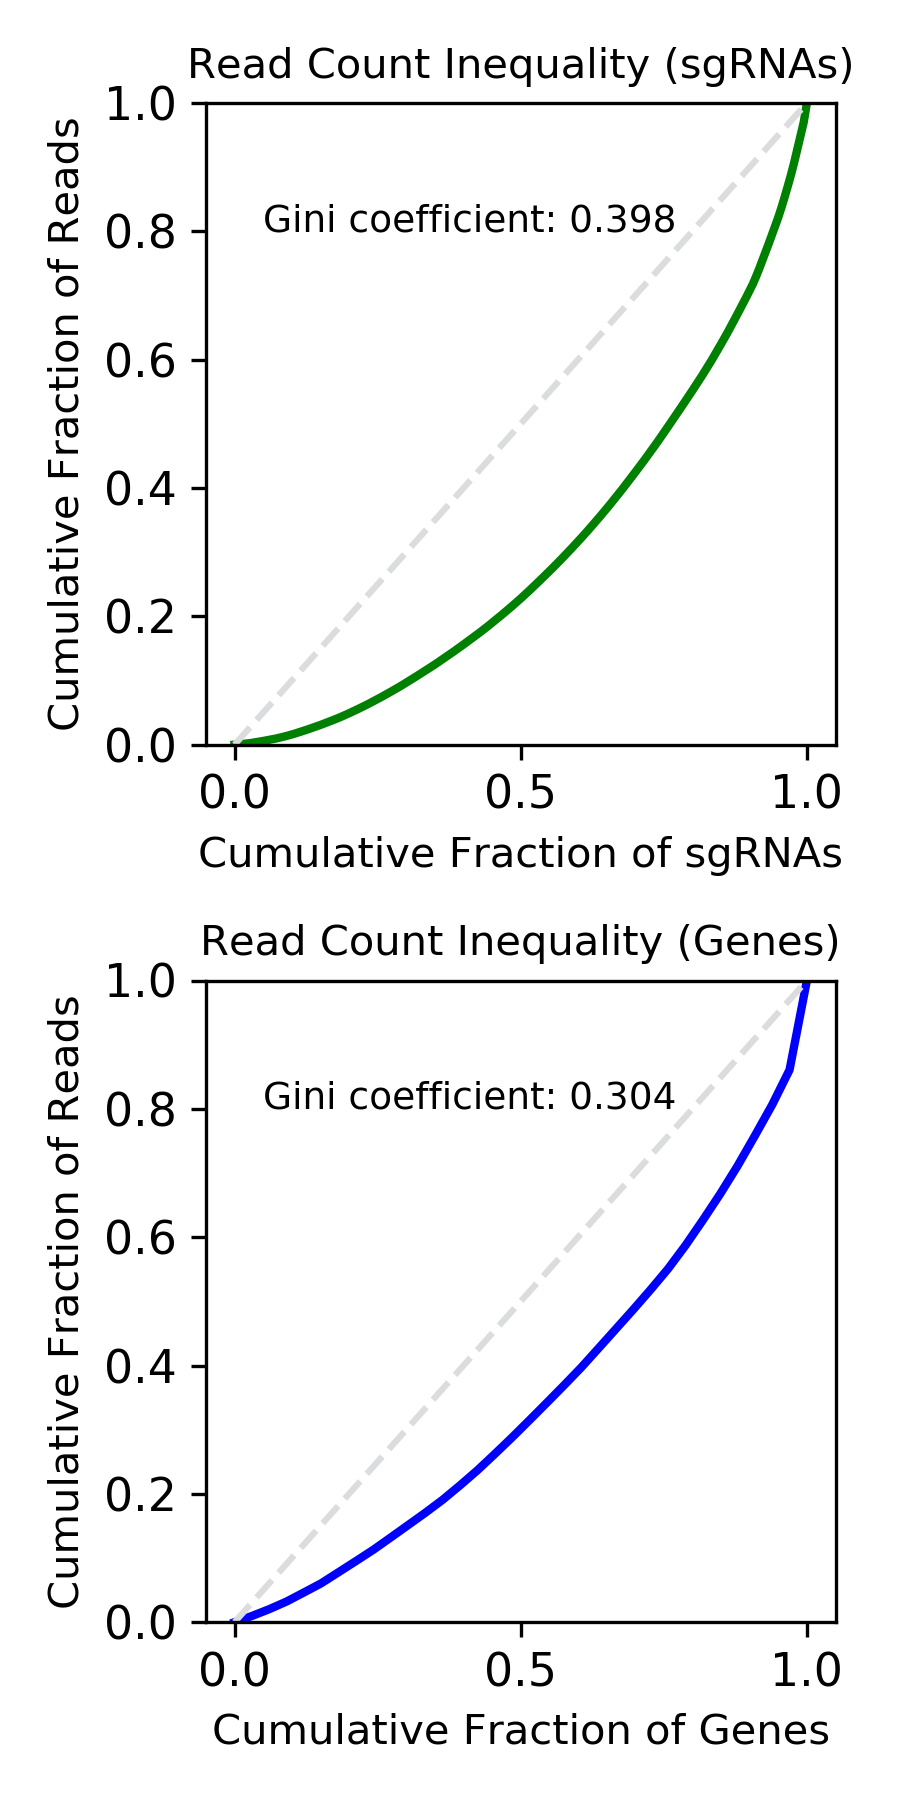 Read Count Inequality (sgRNAs)
1.0
0.8
0.6
0.4
0.2
0.0
Cumulative Fraction of Reads
Gini coefficient: 0.398
0.0 0.5 1.0
Cumulative Fraction of sgRNAs
Read Count Inequality (Genes)
1.0
0.8
0.6
0.4
0.2
0.0
Cumulative Fraction of Reads
Gini coefficient: 0.304
0.0 0.5 1.0
Cumulative Fraction of Genes